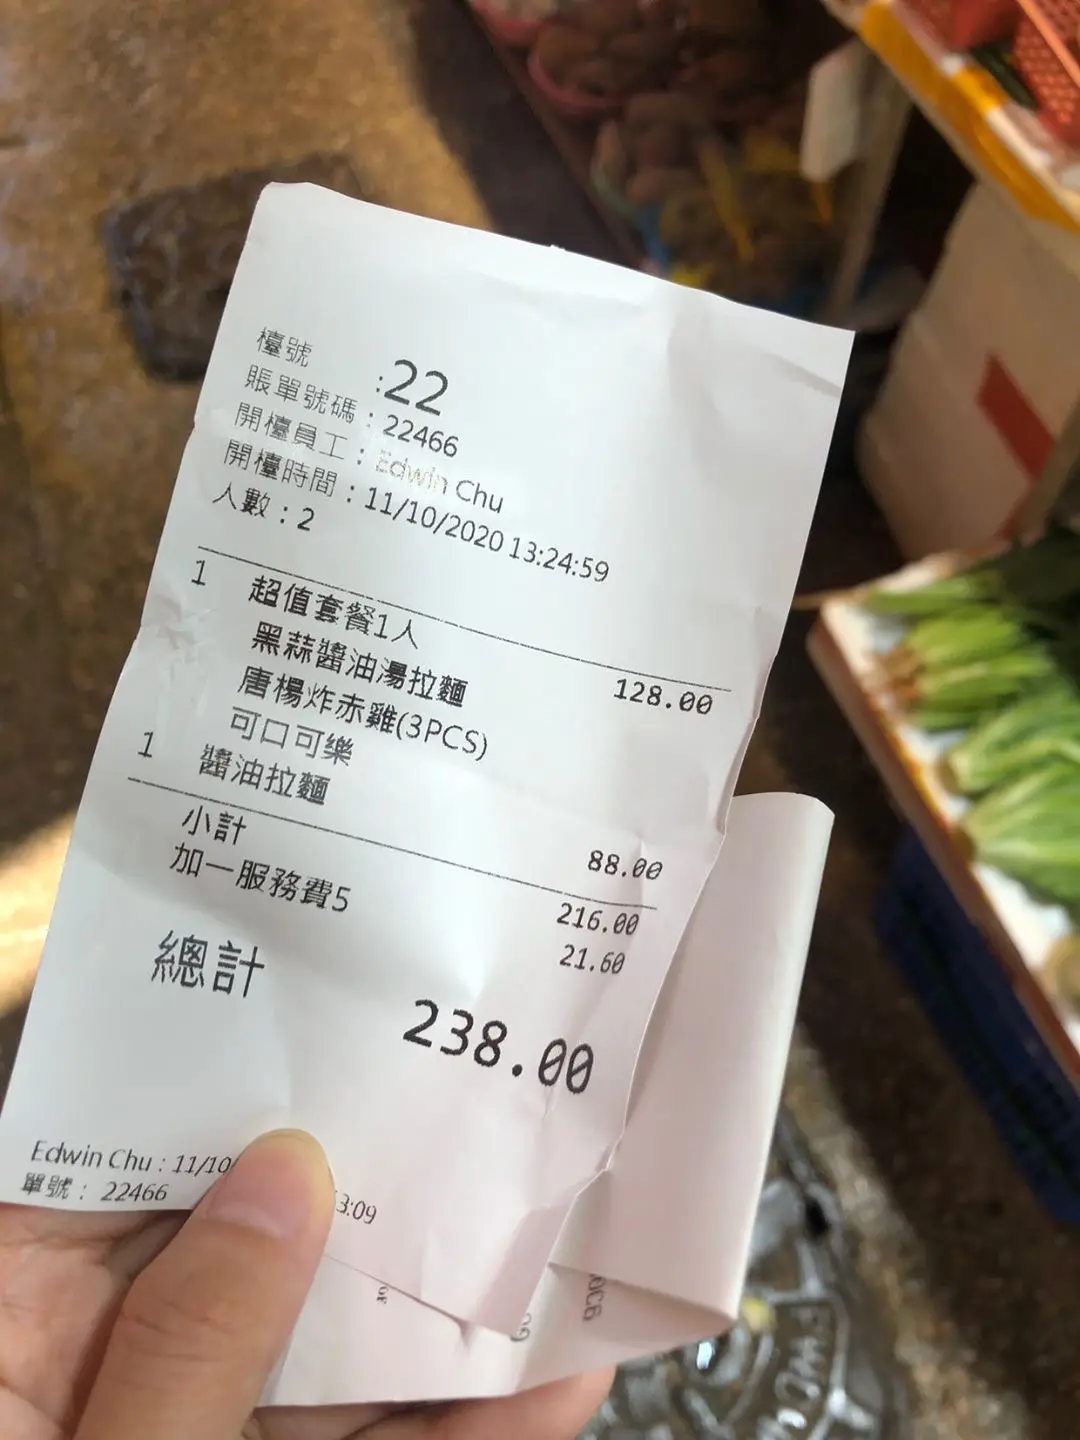 檯號 :22
賬單號碼 : 22466
開檯員工 : Edwin Chu
開檯時間 : 11/10/2020 13:24:59
人數 : 2
1 超值套餐1人 128.00
黑蒜醬油湯拉麵
唐楊炸赤雞(3PCS)
可口可樂
1 醬油拉麵 88.00
小計 216.00
加一服務費5 21.60
總計 238.00
Edwin Chu : 11/10 3:09
單號 : 22466